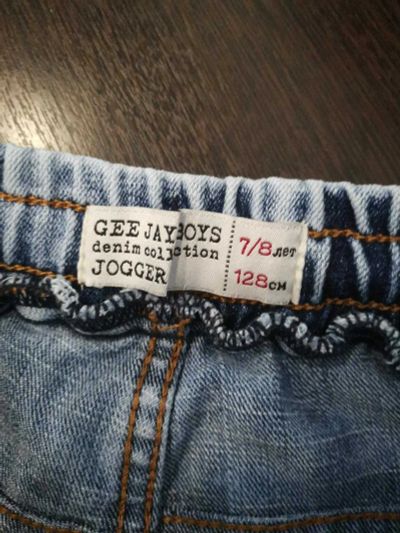 GEE JAY BOYS
denim collection
JOGGER
7/8 лет
128 см